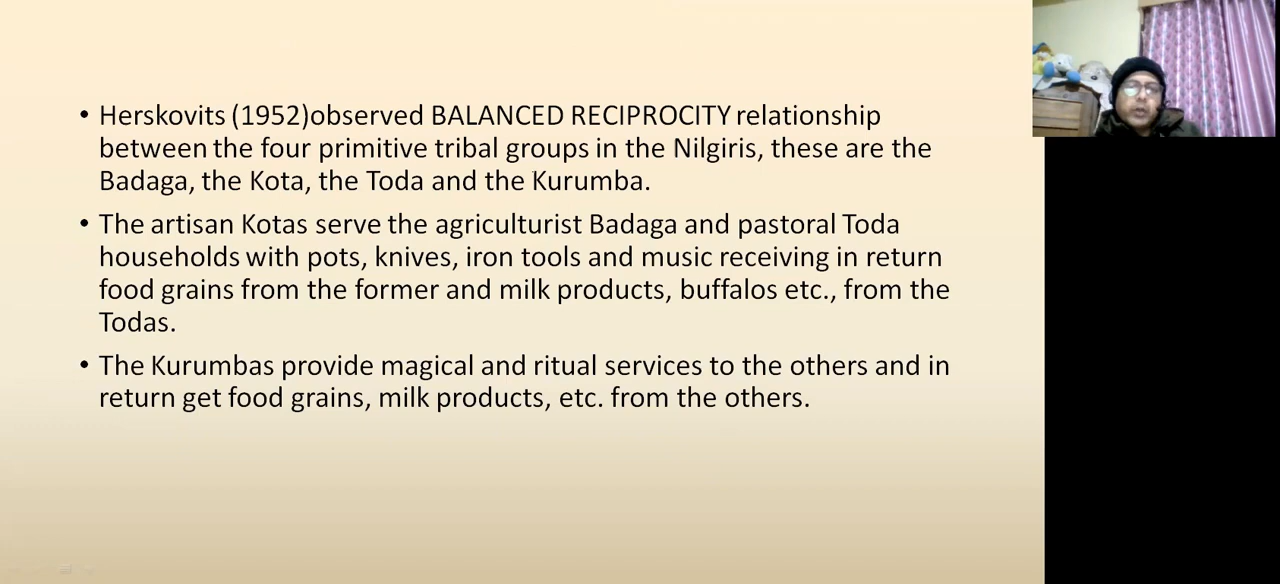 • Herskovits (1952)observed BALANCED RECIPROCITY relationship
between the four primitive tribal groups in the Nilgiris, these are the
Badaga, the Kota, the Toda and the Kurumba.
• The artisan Kotas serve the agriculturist Badaga and pastoral Toda
households with pots, knives, iron tools and music receiving in return
food grains from the former and milk products, buffalos etc., from the
Todas.
• The Kurumbas provide magical and ritual services to the others and in
return get food grains, milk products, etc. from the others.